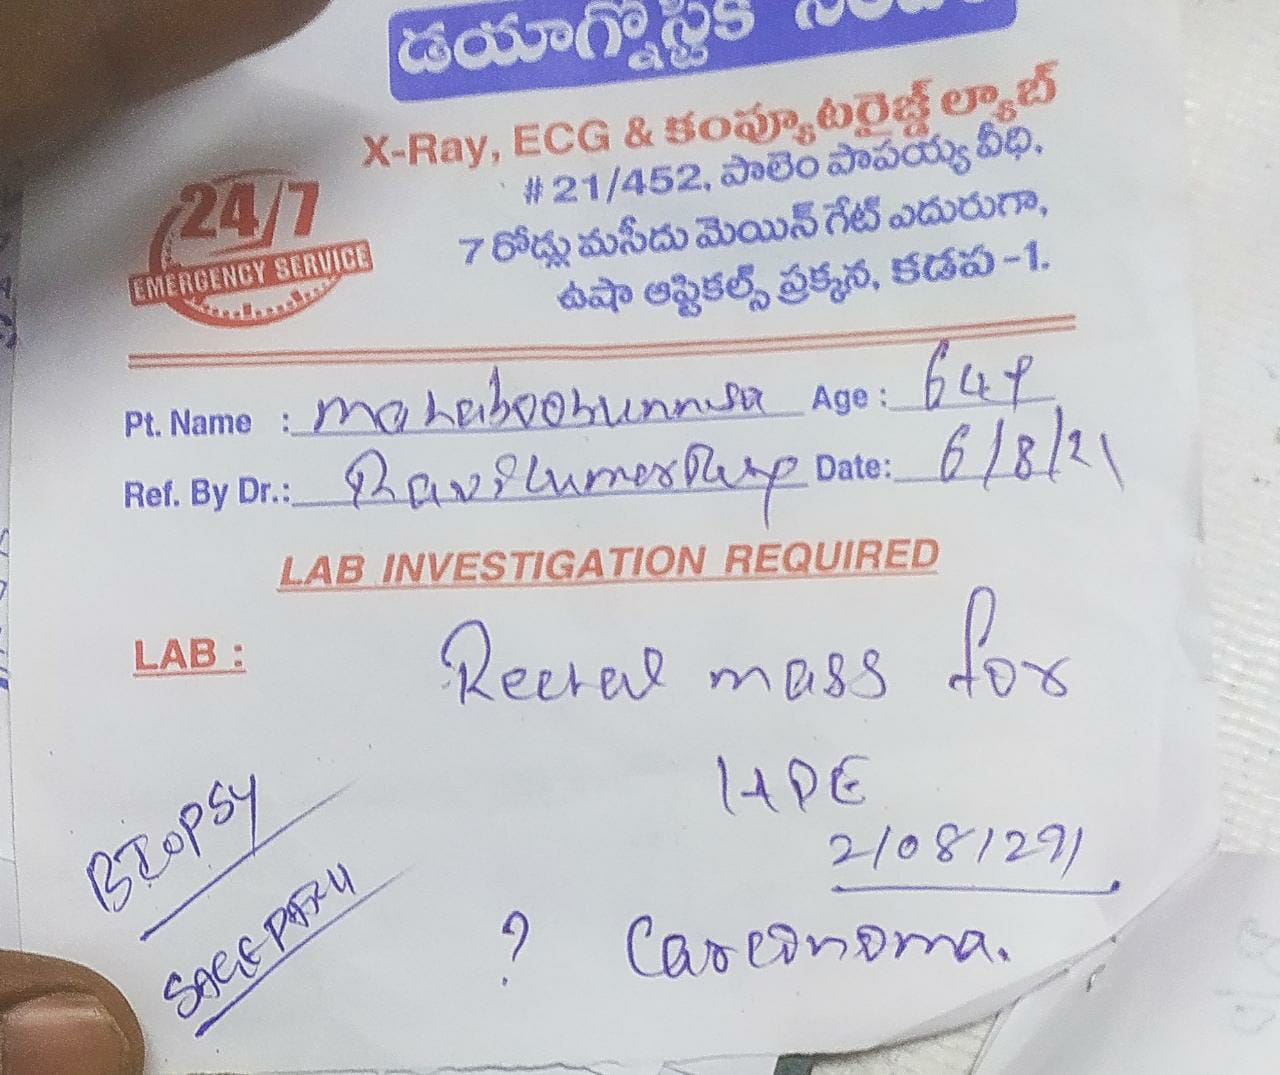 డయాగ్నోస్టిక్
X-Ray, ECG & కంప్యూటరైజ్డ్ ల్యాబ్
24/7
EMERGENCY SERVICE
#21/452, పాలెం పాపయ్య వీధి,
7 రోడ్లు మసీదు మెయిన్ గేట్ ఎదురుగా,
ఉషా ఆప్టికల్స్ ప్రక్కన, కడప -1.
Pt. Name : mahaboobunnisa Age : 64y
Ref. By Dr.: Date: 6/8/21
LAB INVESTIGATION REQUIRED
LAB :
Rectal mass for
HPE
BIOPSY
?
Carcinoma.